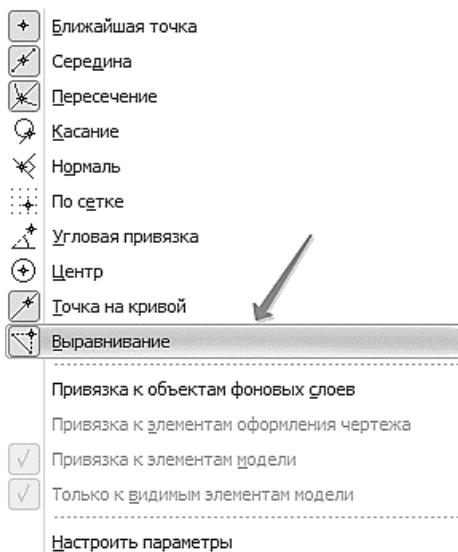 Ближайшая точка
Середина
Пересечение
Касание
Нормаль
По сетке
Угловая привязка
Центр
Точка на кривой
Выравнивание
Привязка к объектам фоновых слоев
Привязка к элементам оформления чертежа
Привязка к элементам модели
Только к видимым элементам модели
Настроить параметры